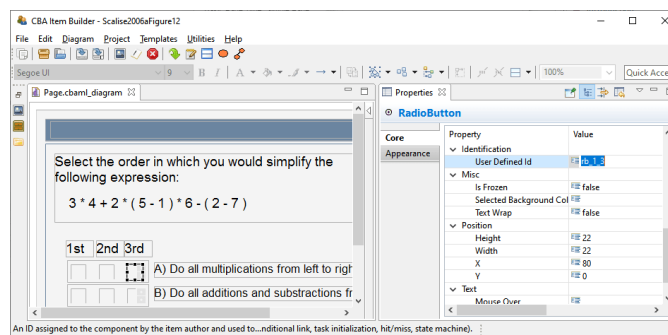 CBA Item Builder - Scalise2006aFigure12
File Edit Diagram Project Templates Utilities Help
Segoe UI 9 B I A 100% Quick Acce
Page.cbaml_diagram
Properties
RadioButton
Core
Appearance
Property Value
Identification
User Defined Id rb_1_3
Misc
Is Frozen false
Selected Background Col
Text Wrap false
Position
Height 22
Width 22
X 80
Y 0
Text
Mouse Over
Select the order in which you would simplify the
following expression:
3 * 4 + 2 * ( 5 - 1 ) * 6 - ( 2 - 7 )
1st 2nd 3rd
A) Do all multiplications from left to righ
B) Do all additions and substractions fr
An ID assigned to the component by the item author and used to...nditional link, task initialization, hit/miss, state machine).